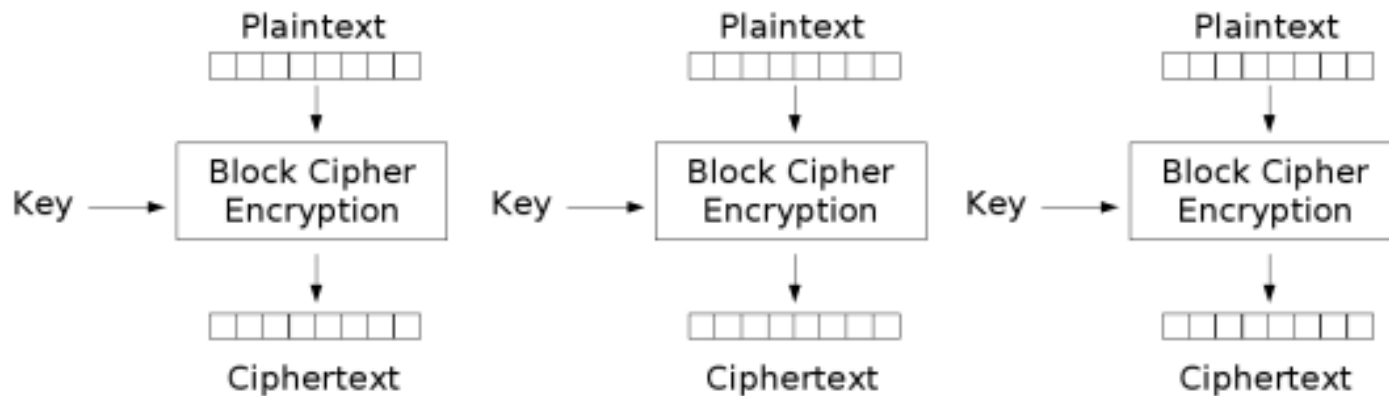 Plaintext
Plaintext
Plaintext
Key
Block Cipher
Encryption
Key
Block Cipher
Encryption
Key
Block Cipher
Encryption
Ciphertext
Ciphertext
Ciphertext